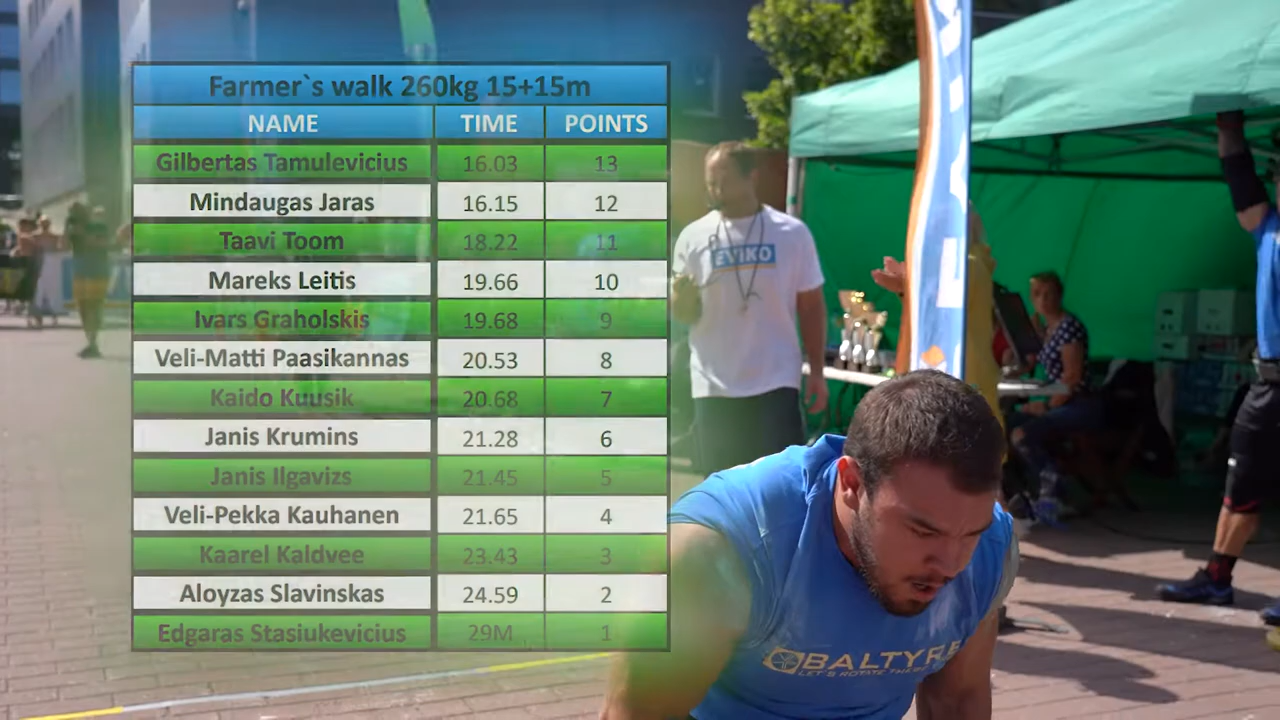 Farmer`s walk 260kg 15+15m
NAME TIME POINTS
Gilbertas Tamulevicius 16.03 13
Mindaugas Jaras 16.15 12
Taavi Toom 18.22 11
Mareks Leitis 19.66 10
Ivars Graholskis 19.68 9
Veli-Matti Paasikannas 20.53 8
Kaido Kuusik 20.68 7
Janis Krumins 21.28 6
Janis Ilgavizs 21.45 5
Veli-Pekka Kauhanen 21.65 4
Kaarel Kaldvee 23.43 3
Aloyzas Slavinskas 24.59 2
Edgaras Stasiukevicius 29M 1
EVIKO
BALTYRE
LET'S ROTATE